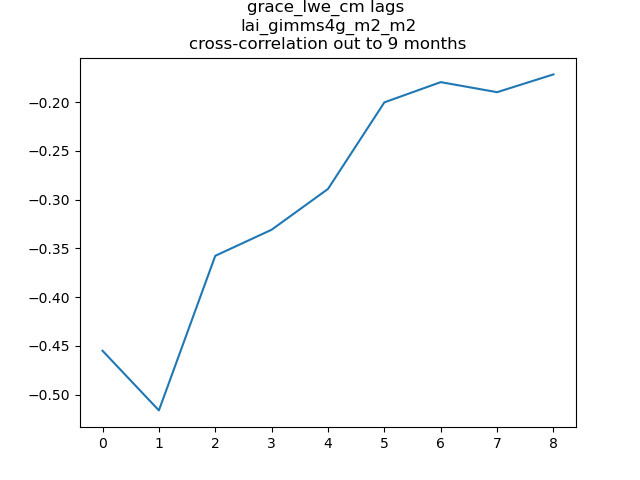 grace_lwe_cm lags
lai_gimms4g_m2_m2
cross-correlation out to 9 months
−0.20
−0.25
−0.30
−0.35
−0.40
−0.45
−0.50
0 1 2 3 4 5 6 7 8